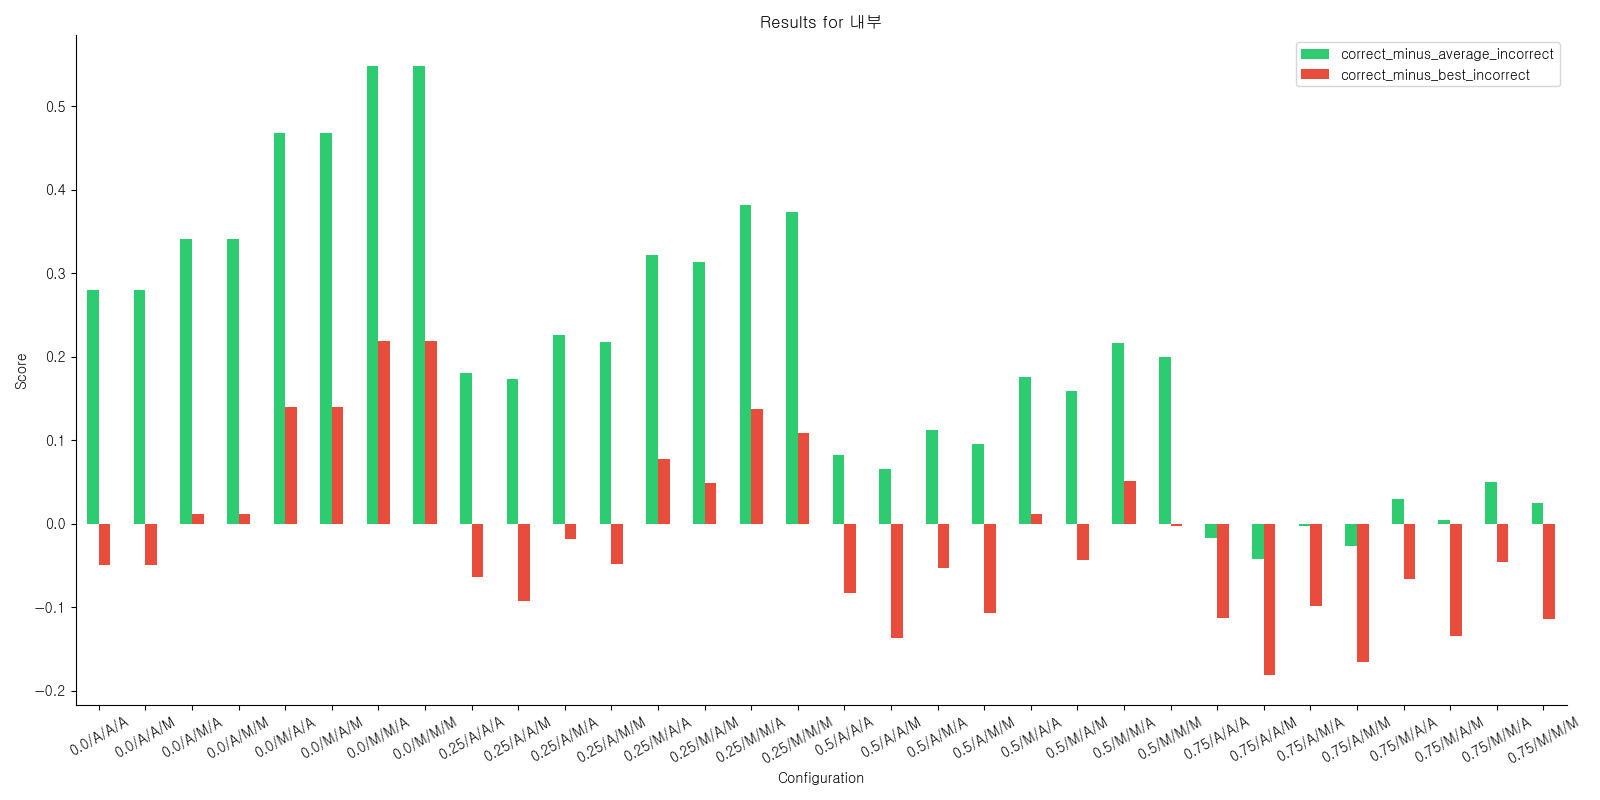 Results for 내부
correct_minus_average_incorrect
correct_minus_best_incorrect
Score
0.5
0.4
0.3
0.2
0.1
0.0
−0.1
−0.2
0.0/A/A/A
0.0/A/A/M
0.0/A/M/A
0.0/A/M/M
0.0/M/A/A
0.0/M/A/M
0.0/M/M/A
0.0/M/M/M
0.25/A/A/A
0.25/A/A/M
0.25/A/M/A
0.25/A/M/M
0.25/M/A/A
0.25/M/A/M
0.25/M/M/A
0.25/M/M/M
0.5/A/A/A
0.5/A/A/M
0.5/A/M/A
0.5/A/M/M
0.5/M/A/A
0.5/M/A/M
0.5/M/M/A
0.5/M/M/M
0.75/A/A/A
0.75/A/A/M
0.75/A/M/A
0.75/A/M/M
0.75/M/A/A
0.75/M/A/M
0.75/M/M/A
0.75/M/M/M
Configuration